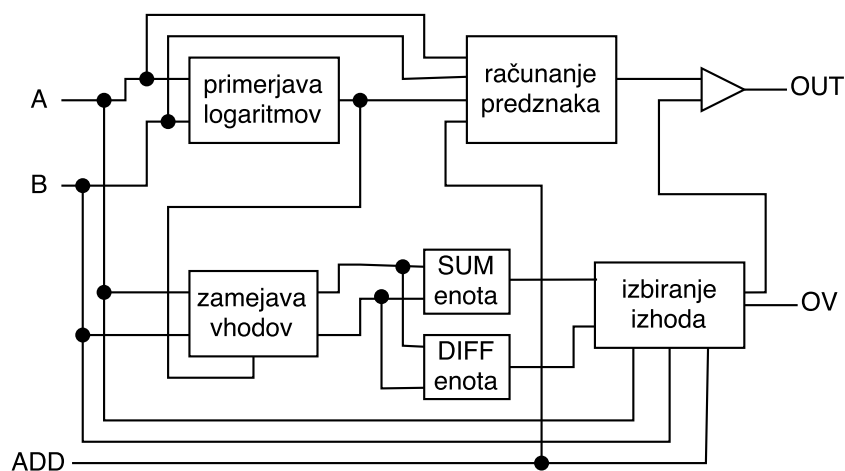 A
B
ADD
primerjava
logaritmov
računanje
predznaka
OUT
zamejava
vhodov
SUM
enota
DIFF
enota
izbiranje
izhoda
OV